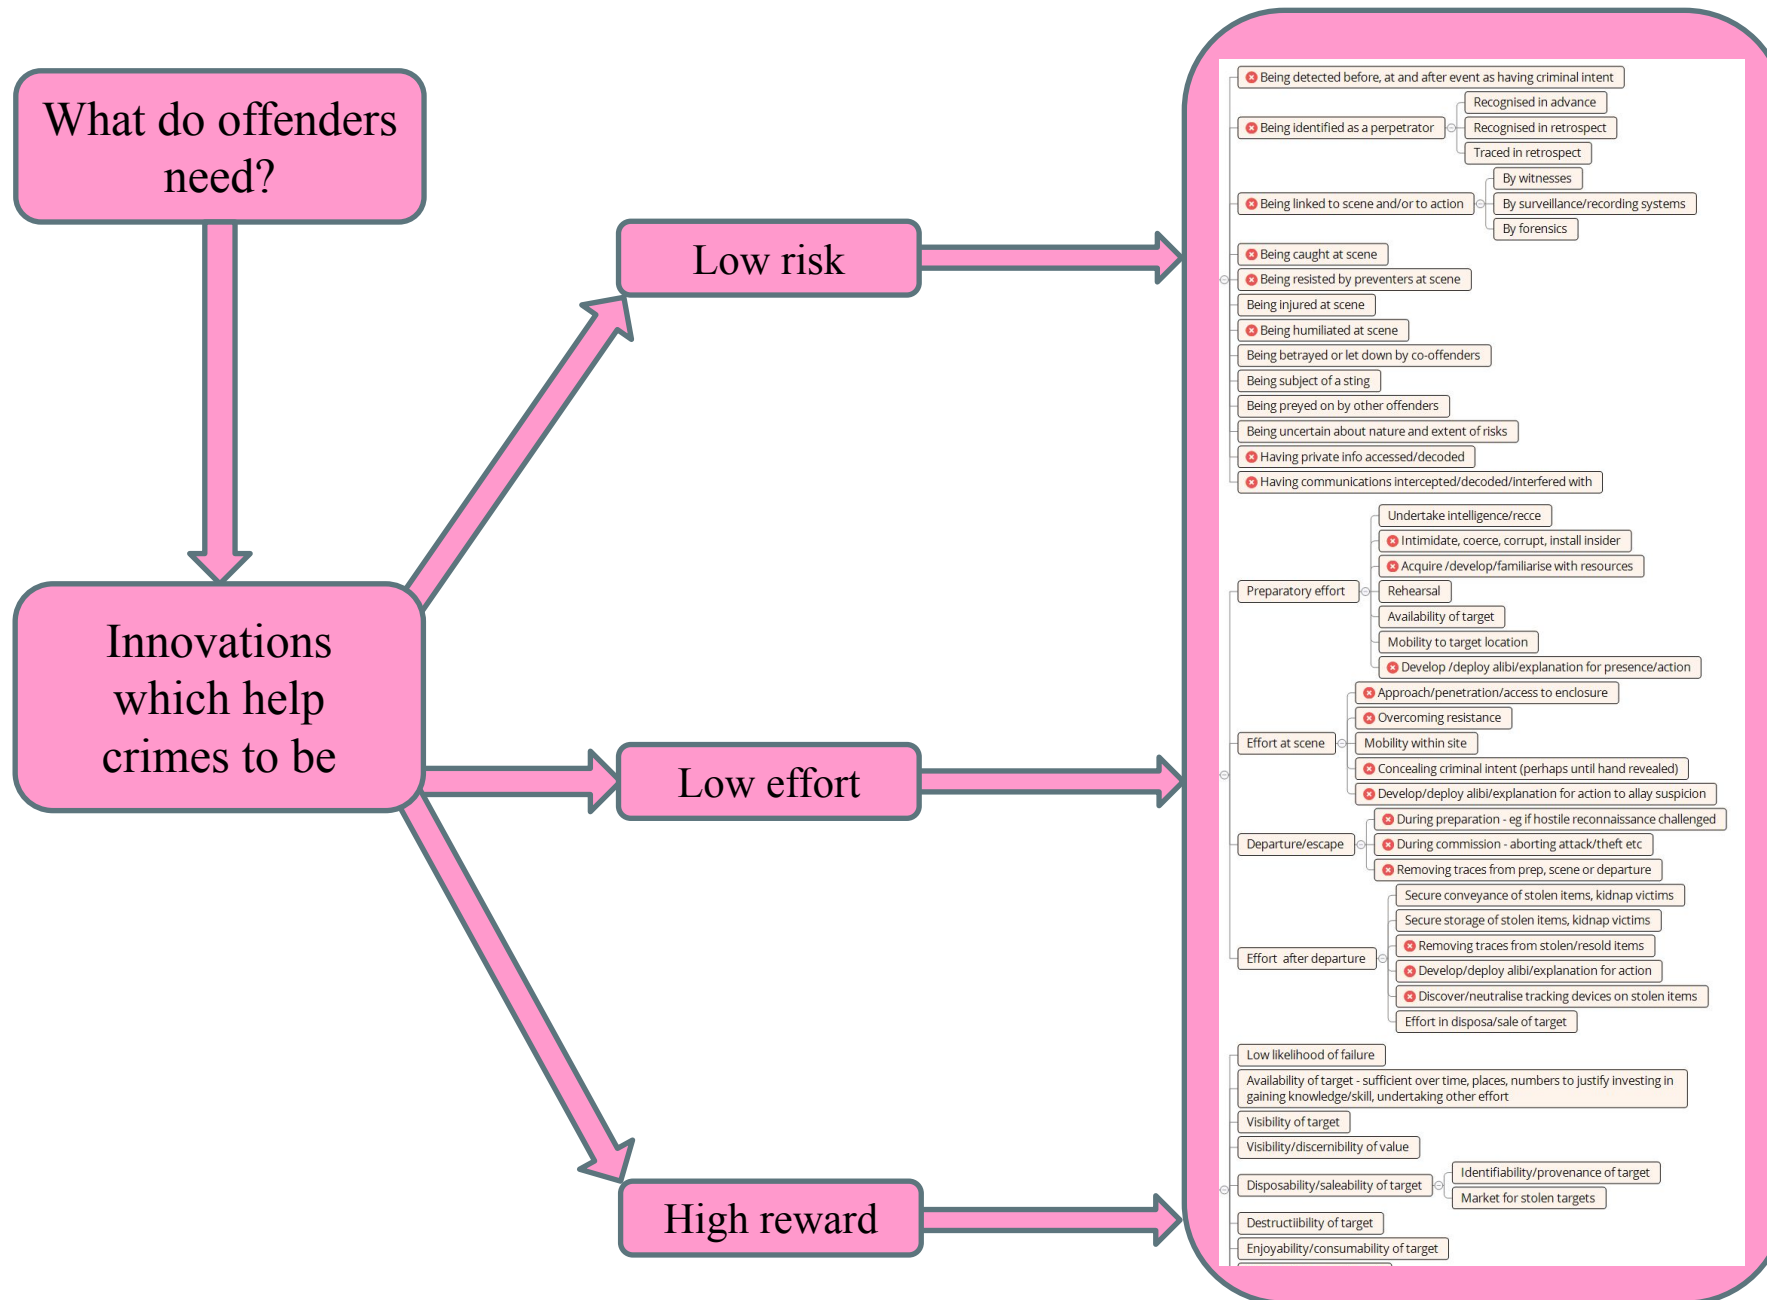 What do offenders
need?
Innovations
which help
crimes to be
Low risk
Low effort
High reward
Being detected before, at and after event as having criminal intent
Being identified as a perpetrator
Recognised in advance
Recognised in retrospect
Traced in retrospect
Being linked to scene and/or to action
By witnesses
By surveillance/recording systems
By forensics
Being caught at scene
Being resisted by preventers at scene
Being injured at scene
Being humiliated at scene
Being betrayed or let down by co-offenders
Being subject of a sting
Being preyed on by other offenders
Being uncertain about nature and extent of risks
Having private info accessed/decoded
Having communications intercepted/decoded/interfered with
Preparatory effort
Undertake intelligence/recce
Intimidate, coerce, corrupt, install insider
Acquire /develop/familiarise with resources
Rehearsal
Availability of target
Mobility to target location
Develop /deploy alibi/explanation for presence/action
Effort at scene
Approach/penetration/access to enclosure
Overcoming resistance
Mobility within site
Concealing criminal intent (perhaps until hand revealed)
Develop/deploy alibi/explanation for action to allay suspicion
Departure/escape
During preparation - eg if hostile reconnaissance challenged
During commission - aborting attack/theft etc
Removing traces from prep, scene or departure
Effort after departure
Secure conveyance of stolen items, kidnap victims
Secure storage of stolen items, kidnap victims
Removing traces from stolen/resold items
Develop/deploy alibi/explanation for action
Discover/neutralise tracking devices on stolen items
Effort in disposa/sale of target
Low likelihood of failure
Availability of target - sufficient over time, places, numbers to justify investing in
gaining knowledge/skill, undertaking other effort
Visibility of target
Visibility/discernibility of value
Disposability/saleability of target
Identifiability/provenance of target
Market for stolen targets
Destructiibility of target
Enjoyability/consumability of target